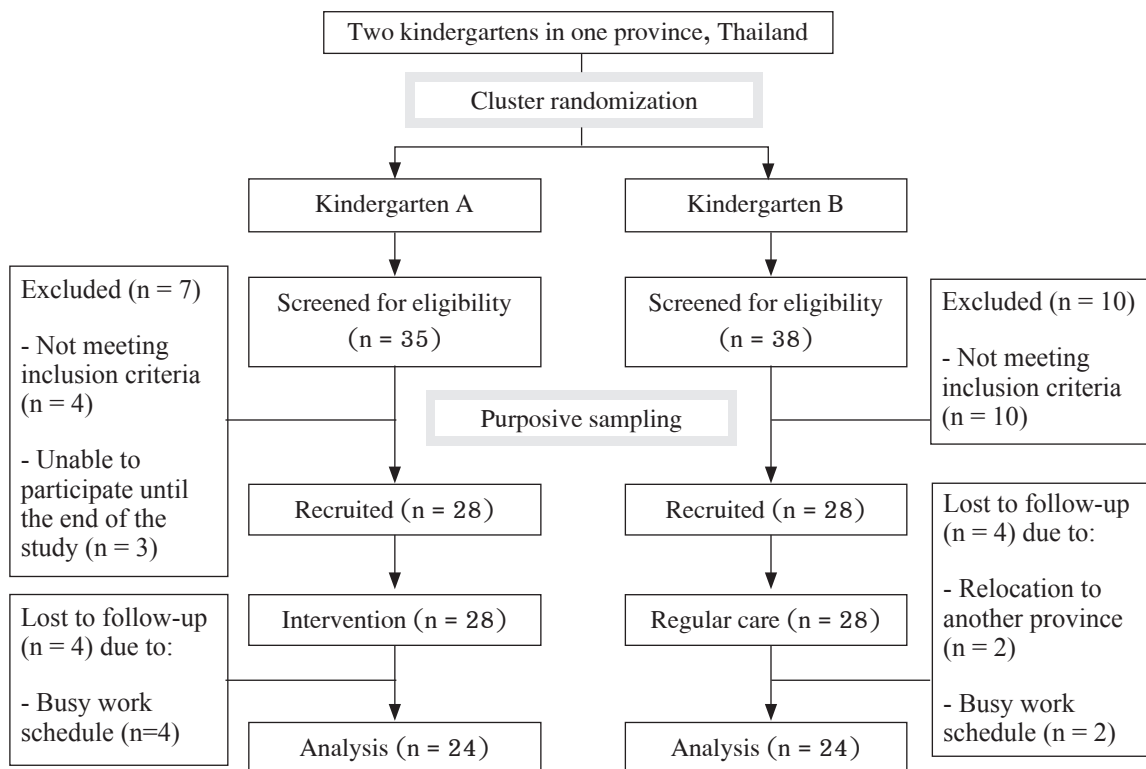 Two kindergartens in one province, Thailand
Cluster randomization
Kindergarten A
Kindergarten B
Excluded (n = 7)
- Not meeting
inclusion criteria
(n = 4)
- Unable to
participate until
the end of the
study (n = 3)
Screened for eligibility
(n = 35)
Screened for eligibility
(n = 38)
Excluded (n = 10)
- Not meeting
inclusion criteria
(n = 10)
Purposive sampling
Recruited (n = 28)
Recruited (n = 28)
Lost to follow-up
(n = 4) due to:
- Busy work
schedule (n=4)
Intervention (n = 28)
Regular care (n = 28)
Lost to follow-up
(n = 4) due to:
- Relocation to
another province
(n = 2)
- Busy work
schedule (n = 2)
Analysis (n = 24)
Analysis (n = 24)